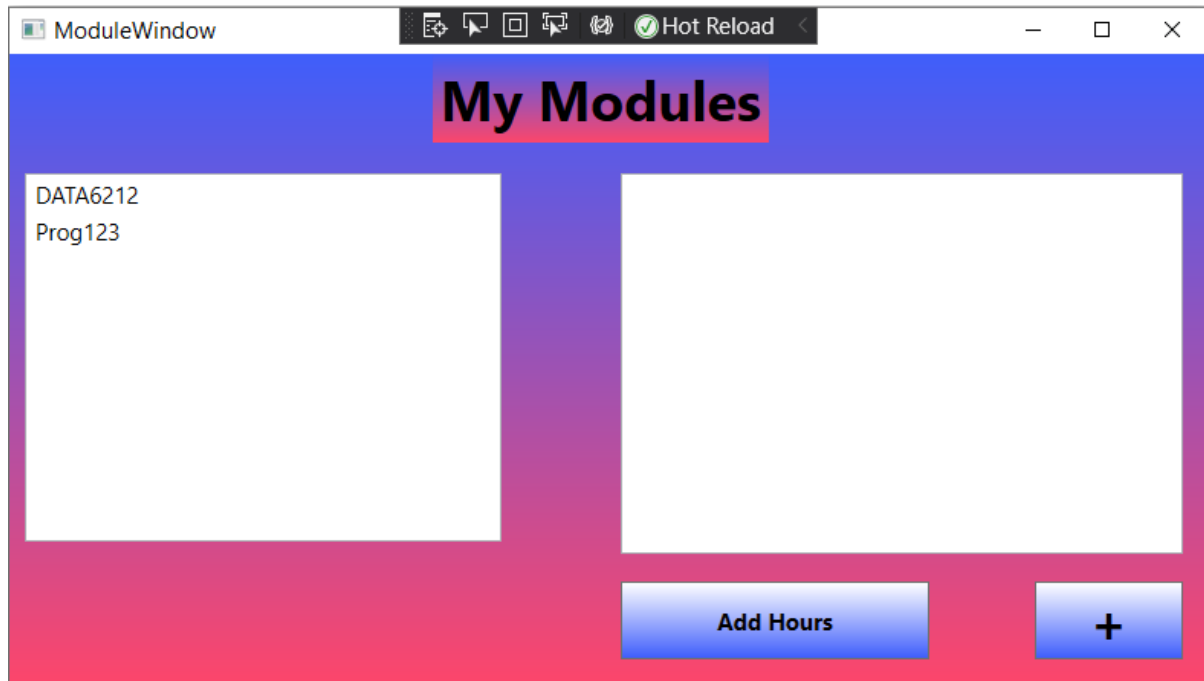 ModuleWindow
Hot Reload
My Modules
DATA6212
Prog123
Add Hours
+